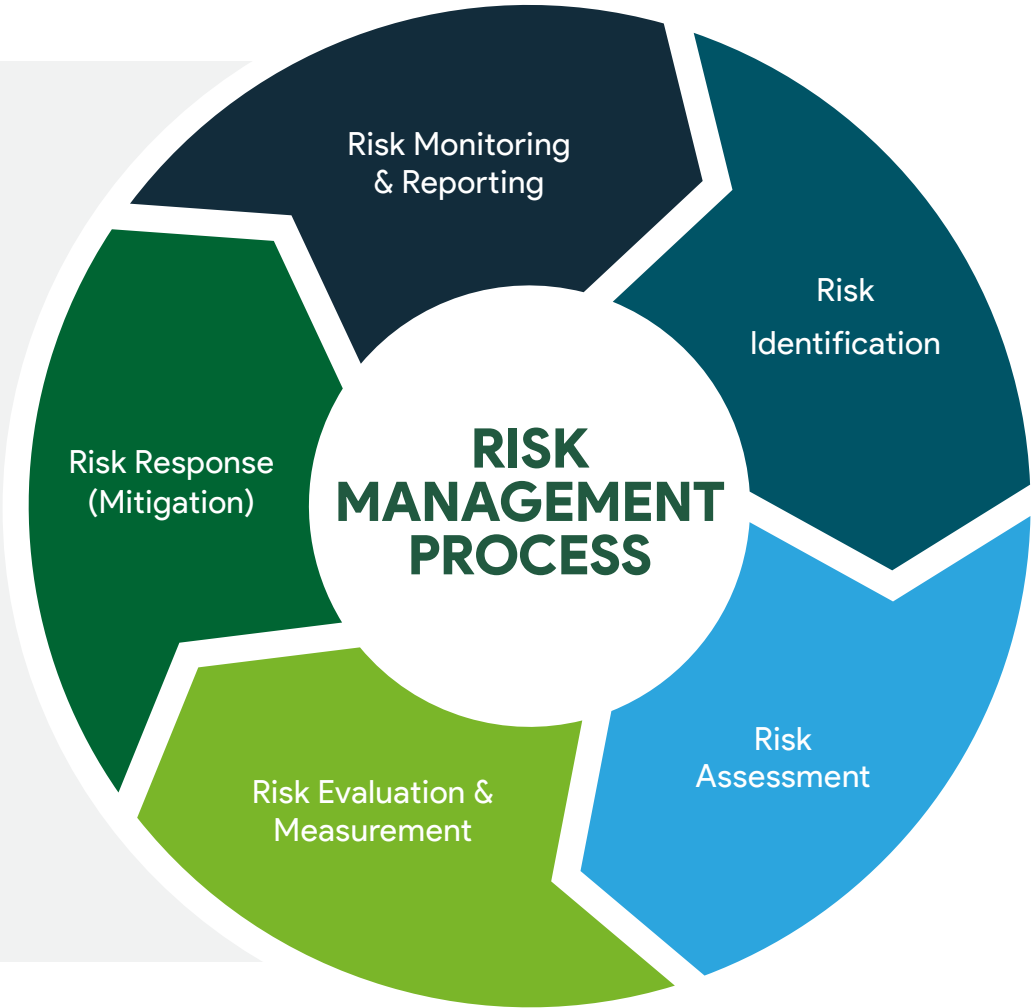 Risk Monitoring
& Reporting
Risk
Identification
Risk Response
(Mitigation)
RISK
MANAGEMENT
PROCESS
Risk
Assessment
Risk Evaluation &
Measurement